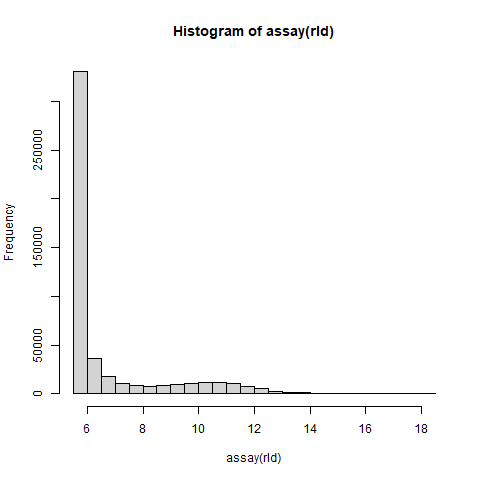 Histogram of assay(rld)
Frequency
250000
150000
50000
0
6 8 10 12 14 16 18
assay(rld)